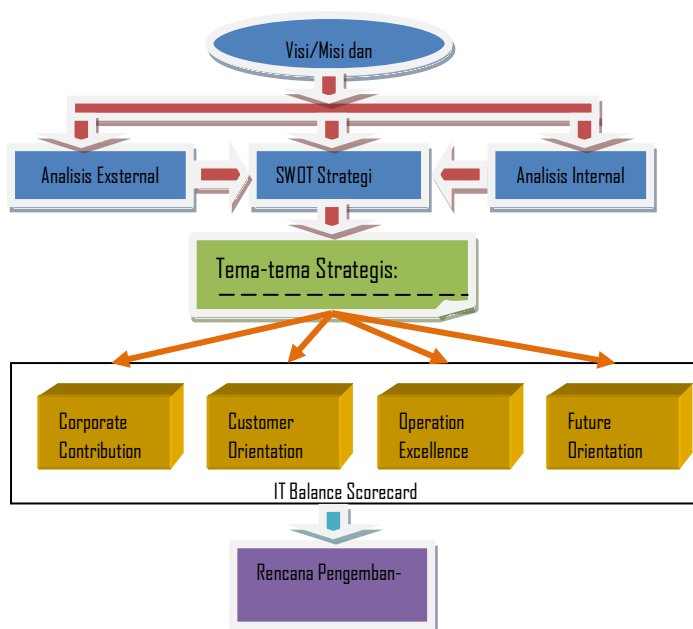 Visi/Misi dan
Analisis Exsternal
SWOT Strategi
Analisis Internal
Tema-tema Strategis:
Corporate
Contribution
Customer
Orientation
Operation
Excellence
Future
Orientation
IT Balance Scorecard
Rencana Pengemban-